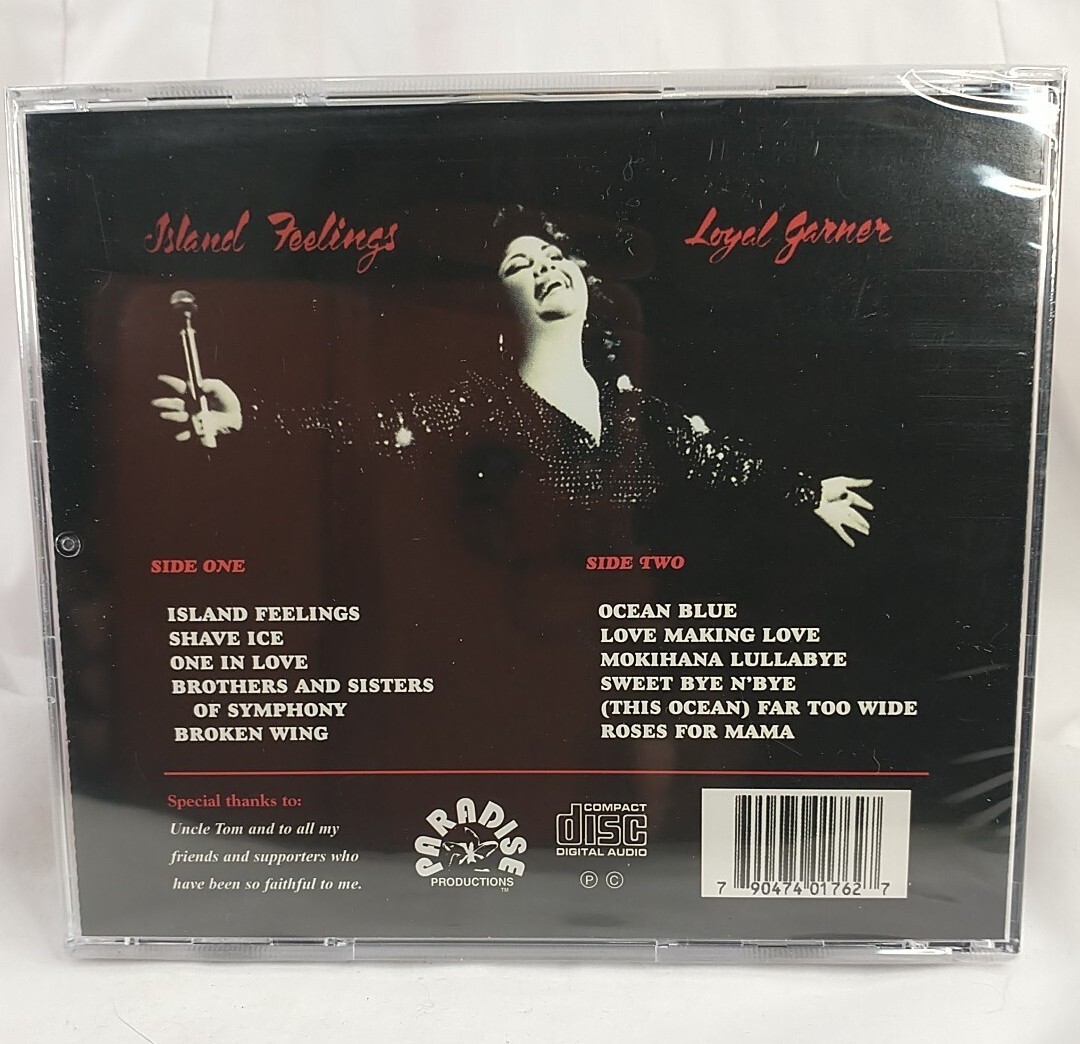 Island Feelings
Loyal Garner
SIDE ONE
ISLAND FEELINGS
SHAVE ICE
ONE IN LOVE
BROTHERS AND SISTERS
OF SYMPHONY
BROKEN WING
SIDE TWO
OCEAN BLUE
LOVE MAKING LOVE
MOKIHANA LULLABYE
SWEET BYE N'BYE
(THIS OCEAN) FAR TOO WIDE
ROSES FOR MAMA
Special thanks to:
Uncle Tom and to all my
friends and supporters who
have been so faithful to me.
PARADISE
PRODUCTIONS
TM
COMPACT
disc
DIGITAL AUDIO
Ⓟ Ⓒ
7 90474 01762 7